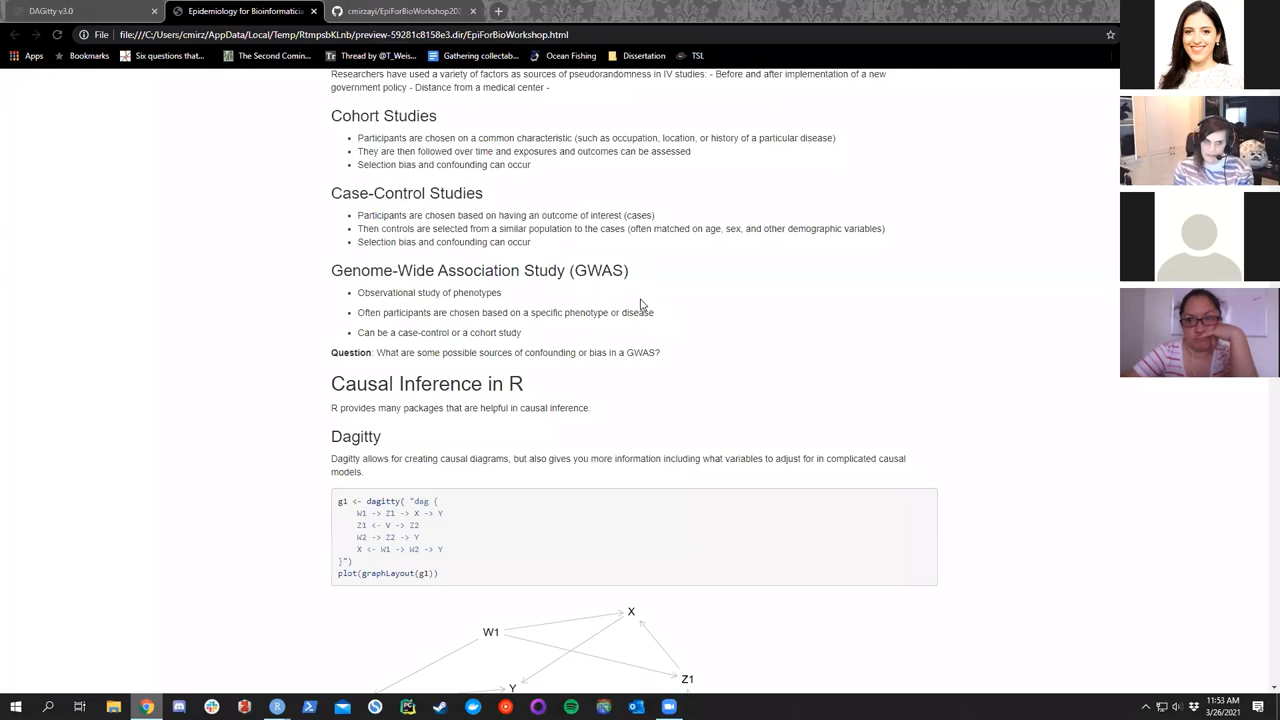 DAGitty v3.0
Epidemiology for Bioinformatici
cmirzay/EpiForBioWorkshop202
File
file:///C:/Users/cmirz/AppData/Local/Temp/RtmpsbKLnb/preview-59281c8158e3.dir/EpiForBioWorkshop.html
Apps
Bookmarks
Six questions that...
The Second Comin...
Thread by @T_Weis...
Gathering collectab...
Ocean Fishing
Dissertation
TSL
Researchers have used a variety of factors as sources of pseudorandomness in IV studies: - Before and after implementation of a new
government policy - Distance from a medical center -
Cohort Studies
• Participants are chosen on a common characteristic (such as occupation, location, or history of a particular disease)
• They are then followed over time and exposures and outcomes can be assessed
• Selection bias and confounding can occur
Case-Control Studies
• Participants are chosen based on having an outcome of interest (cases)
• Then controls are selected from a similar population to the cases (often matched on age, sex, and other demographic variables)
• Selection bias and confounding can occur
Genome-Wide Association Study (GWAS)
• Observational study of phenotypes
• Often participants are chosen based on a specific phenotype or disease
• Can be a case-control or a cohort study
Question: What are some possible sources of confounding or bias in a GWAS?
Causal Inference in R
R provides many packages that are helpful in causal inference.
Dagitty
Dagitty allows for creating causal diagrams, but also gives you more information including what variables to adjust for in complicated causal
models.
g1 <- dagitty( "dag {
W1 -> Z1 -> X -> Y
Z1 <- V -> Z2
W2 -> Z2 -> Y
X <- W1 -> W2 -> Y
}")
plot(graphLayout(g1))
X
W1
Z1
Y
11:53 AM
3/26/2021